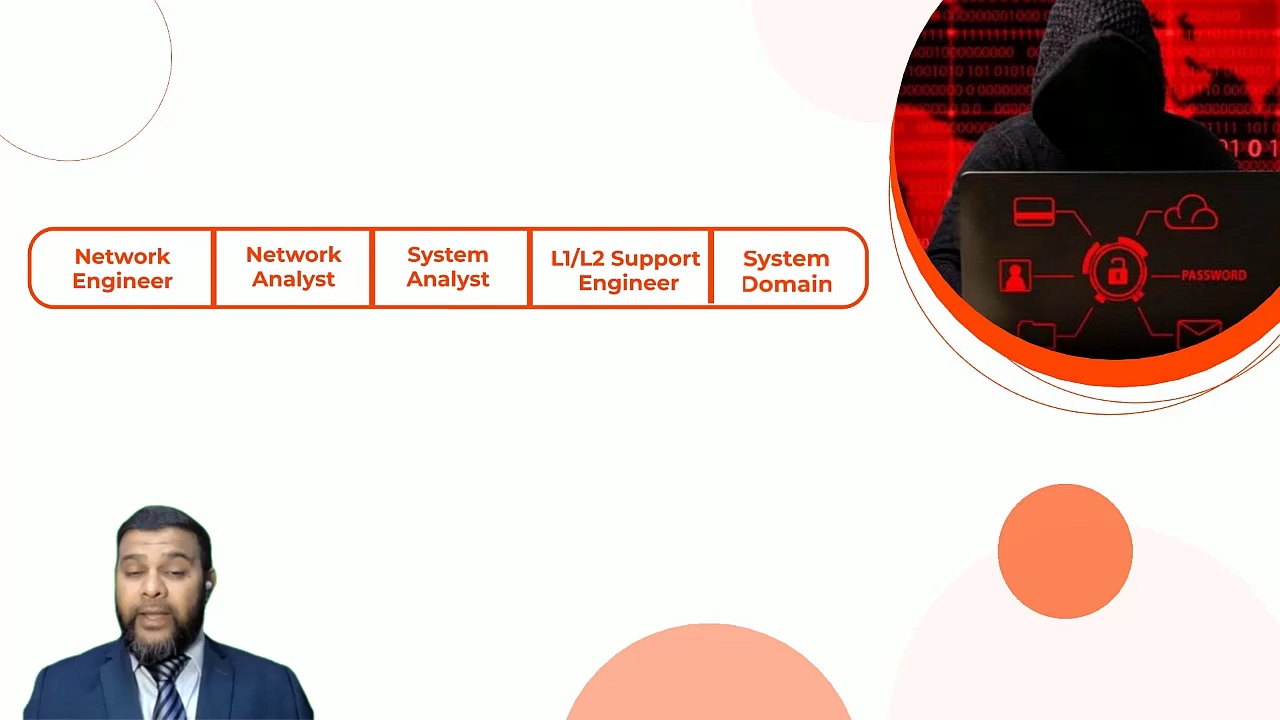 Network
Engineer
Network
Analyst
System
Analyst
L1/L2 Support
Engineer
System
Domain
PASSWORD